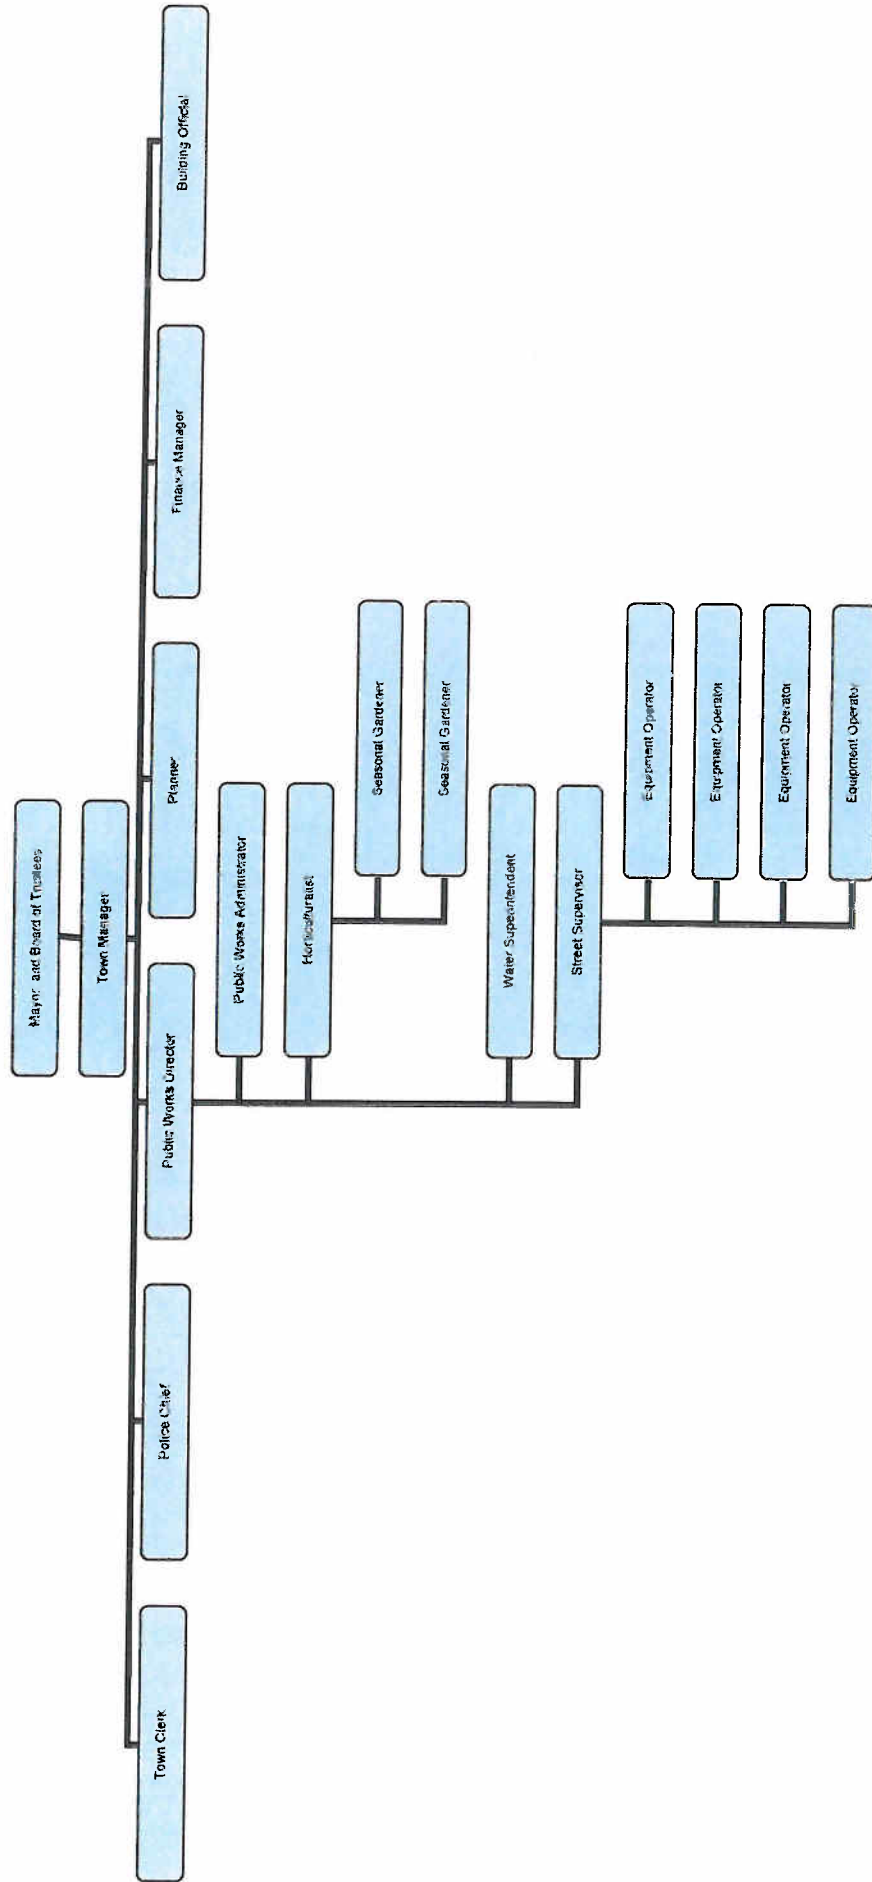 Mayor and Board of Trustees
Town Manager
Town Clerk
Police Chief
Public Works Director
Planner
Finance Manager
Building Official
Public Works Administrator
Horticulturalist
Seasonal Gardener
Seasonal Gardener
Water Superintendent
Street Supervisor
Equipment Operator
Equipment Operator
Equipment Operator
Equipment Operator